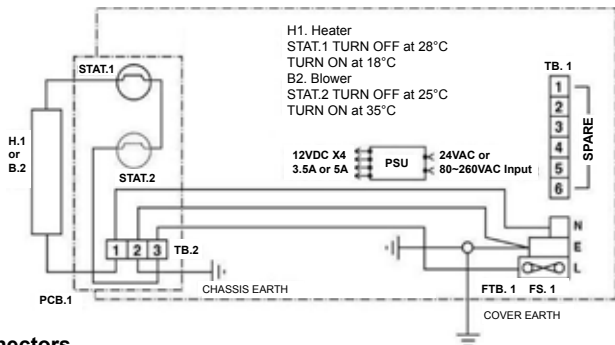 H1. Heater
STAT.1 TURN OFF at 28°C
TURN ON at 18°C
B2. Blower
STAT.2 TURN OFF at 25°C
TURN ON at 35°C
STAT.1
TB. 1
1
2
3
4
5
6
SPARE
H.1
or
B.2
STAT.2
12VDC X4
3.5A or 5A
PSU
24VAC or
80~260VAC Input
1 2 3
TB.2
N
E
L
PCB.1
CHASSIS EARTH
FTB. 1 FS. 1
COVER EARTH